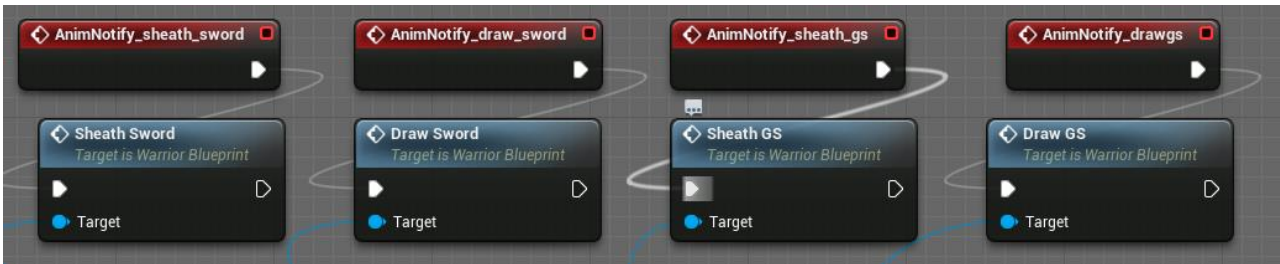 AnimNotify_sheath_sword
AnimNotify_draw_sword
AnimNotify_sheath_gs
AnimNotify_drawgs
Sheath Sword
Target is Warrior Blueprint
Target
Draw Sword
Target is Warrior Blueprint
Target
Sheath GS
Target is Warrior Blueprint
Target
Draw GS
Target is Warrior Blueprint
Target